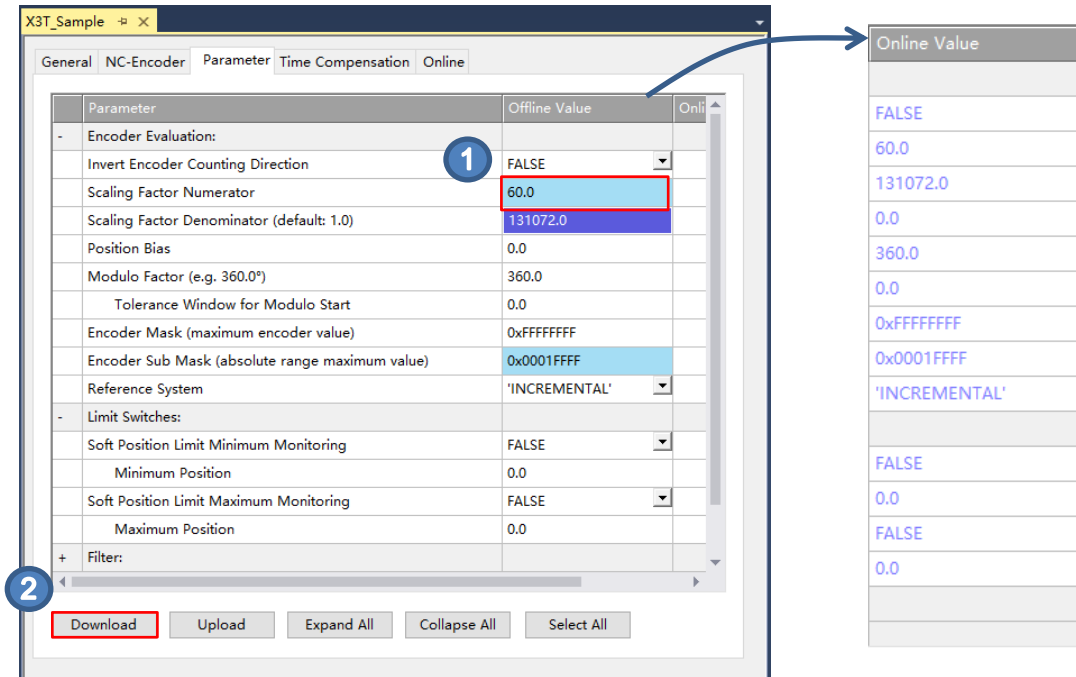 X3T_Sample
General NC-Encoder Parameter Time Compensation Online
Parameter Offline Value Onli
- Encoder Evaluation:
Invert Encoder Counting Direction FALSE
1
Scaling Factor Numerator 60.0
Scaling Factor Denominator (default: 1.0) 131072.0
Position Bias 0.0
Modulo Factor (e.g. 360.0°) 360.0
Tolerance Window for Modulo Start 0.0
Encoder Mask (maximum encoder value) 0xFFFFFFFF
Encoder Sub Mask (absolute range maximum value) 0x0001FFFF
Reference System 'INCREMENTAL'
- Limit Switches:
Soft Position Limit Minimum Monitoring FALSE
Minimum Position 0.0
Soft Position Limit Maximum Monitoring FALSE
Maximum Position 0.0
+ Filter:
2
Download Upload Expand All Collapse All Select All
Online Value
FALSE
60.0
131072.0
0.0
360.0
0.0
0xFFFFFFFF
0x0001FFFF
'INCREMENTAL'
FALSE
0.0
FALSE
0.0